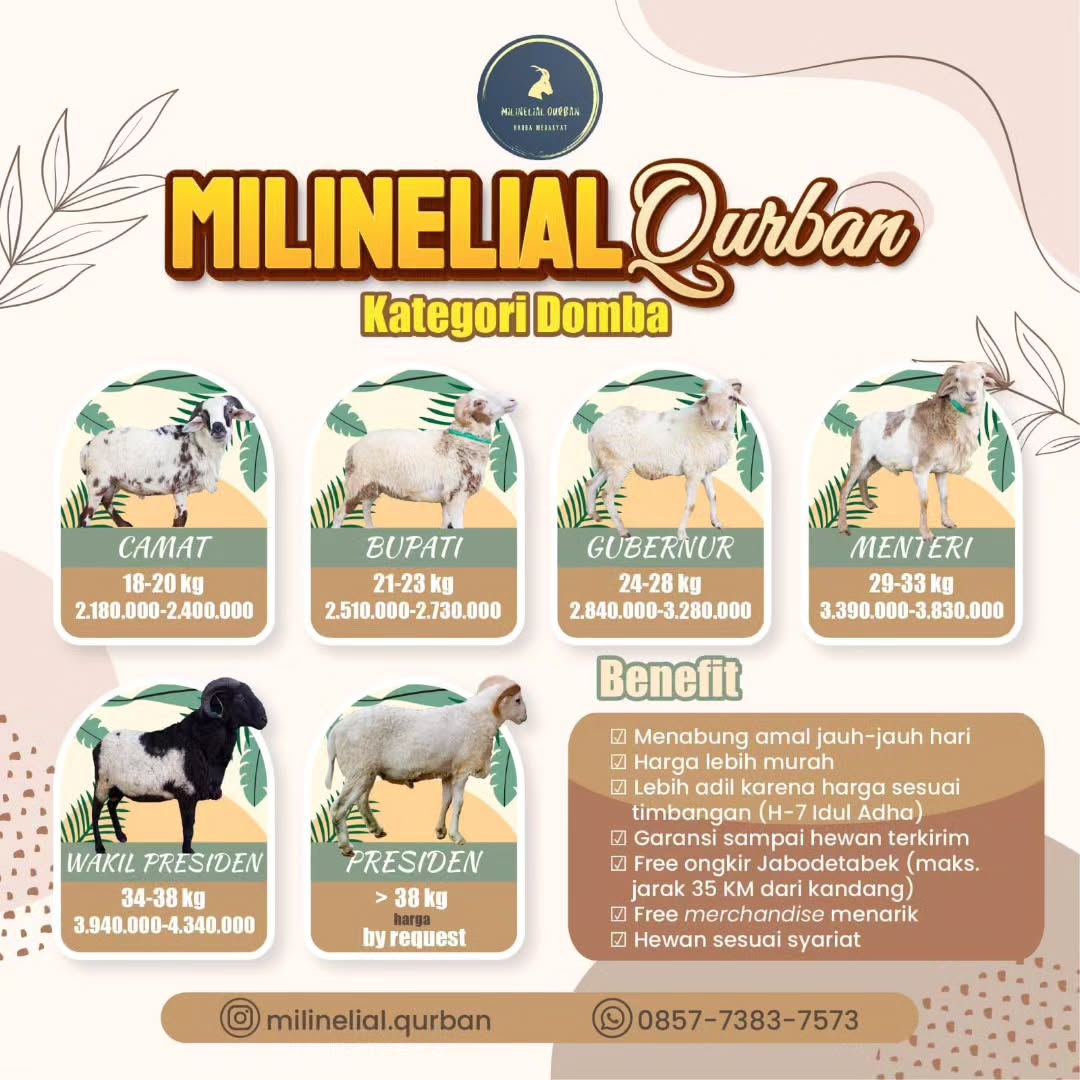 MILINELIAL QURBAN
MILINELIAL Qurban
Kategori Domba
CAMAT
18-20 kg
2.180.000-2.400.000
BUPATI
21-23 kg
2.510.000-2.730.000
GUBERNUR
24-28 kg
2.840.000-3.280.000
MENTERI
29-33 kg
3.390.000-3.830.000
WAKIL PRESIDEN
34-38 kg
3.940.000-4.340.000
PRESIDEN
> 38 kg
harga
by request
Benefit
☑ Menabung amal jauh-jauh hari
☑ Harga lebih murah
☑ Lebih adil karena harga sesuai
timbangan (H-7 Idul Adha)
☑ Garansi sampai hewan terkirim
☑ Free ongkir Jabodetabek (maks.
jarak 35 KM dari kandang)
☑ Free merchandise menarik
☑ Hewan sesuai syariat
milinelial.qurban
0857-7383-7573